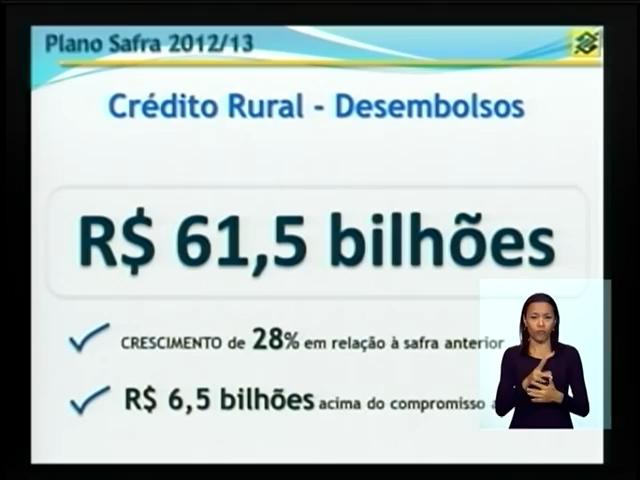 Plano Safra 2012/13
Crédito Rural - Desembolsos
R$ 61,5 bilhões
CRESCIMENTO de 28% em relação à safra anterior
R$ 6,5 bilhões acima do compromisso